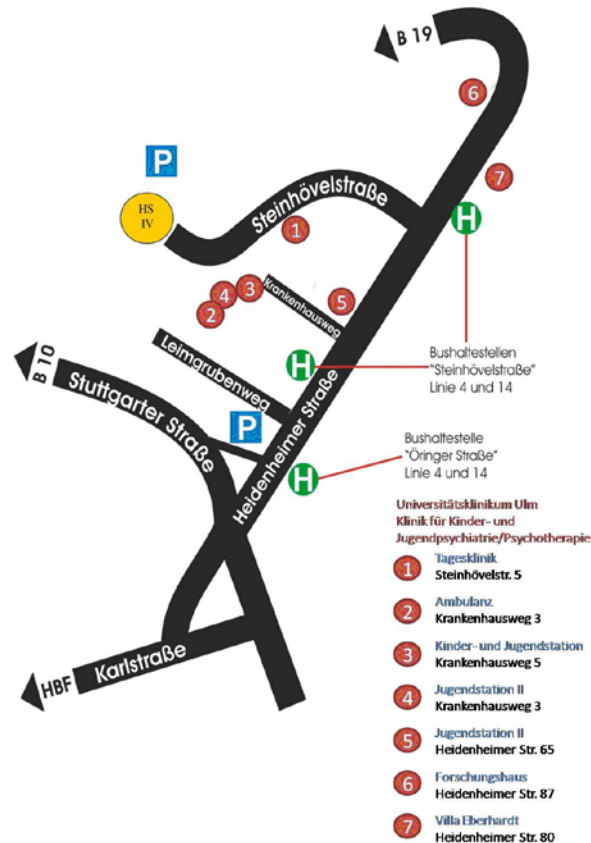 B 19
6
P
7
HS
IV
Steinhövelstraße
H
1
3
4
2
Krankenhausweg
5
Bushaltestellen
"Steinhövelstraße"
Linie 4 und 14
H
Leimgrubenweg
B 10
Stuttgarter Straße
P
Heidenheimer Straße
Bushaltestelle
"Öringer Straße"
Linie 4 und 14
H
Universitätsklinikum Ulm
Klinik für Kinder- und
Jugendpsychiatrie/Psychotherapie
1 Tagesklinik
Steinhövelstr. 5
2 Ambulanz
Krankenhausweg 3
3 Kinder- und Jugendstation
Krankenhausweg 5
4 Jugendstation II
Krankenhausweg 3
5 Jugendstation II
Heidenheimer Str. 65
6 Forschungshaus
Heidenheimer Str. 87
7 Villa Eberhardt
Heidenheimer Str. 80
HBF
Karlstraße